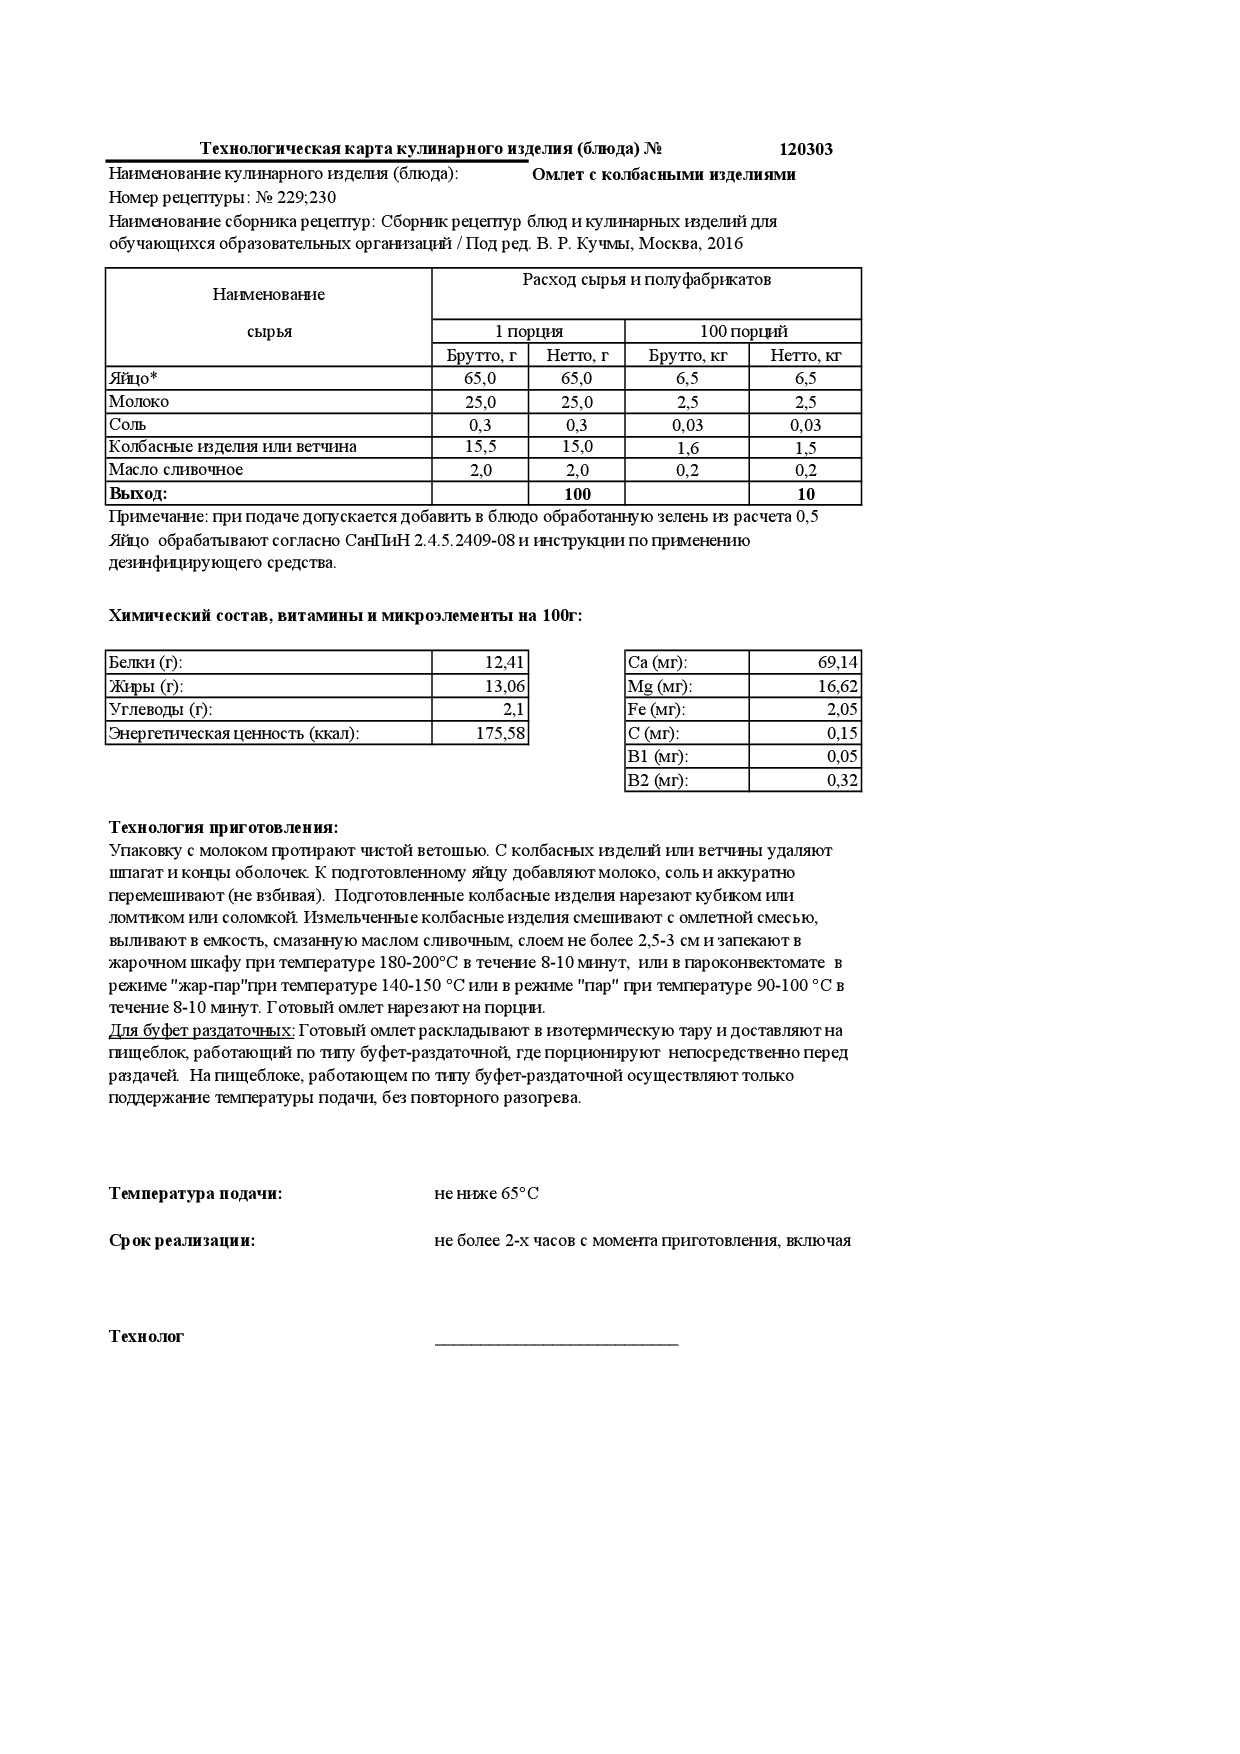 Технологическая карта кулинарного изделия (блюда) № 120303
Наименование кулинарного изделия (блюда): Омлет с колбасными изделиями
Номер рецептуры: № 229;230
Наименование сборника рецептур: Сборник рецептур блюд и кулинарных изделий для
обучающихся образовательных организаций / Под ред. В. Р. Кучмы, Москва, 2016
Наименование
сырья
Расход сырья и полуфабрикатов
1 порция 100 порций
Брутто, г Нетто, г Брутто, кг Нетто, кг
Яйцо* 65,0 65,0 6,5 6,5
Молоко 25,0 25,0 2,5 2,5
Соль 0,3 0,3 0,03 0,03
Колбасные изделия или ветчина 15,5 15,0 1,6 1,5
Масло сливочное 2,0 2,0 0,2 0,2
Выход: 100 10
Примечание: при подаче допускается добавить в блюдо обработанную зелень из расчета 0,5
Яйцо обрабатывают согласно СанПиН 2.4.5.2409-08 и инструкции по применению
дезинфицирующего средства.
Химический состав, витамины и микроэлементы на 100г:
Белки (г): 12,41
Жиры (г): 13,06
Углеводы (г): 2,1
Энергетическая ценность (ккал): 175,58
Ca (мг): 69,14
Mg (мг): 16,62
Fe (мг): 2,05
C (мг): 0,15
B1 (мг): 0,05
B2 (мг): 0,32
Технология приготовления:
Упаковку с молоком протирают чистой ветошью. С колбасных изделий или ветчины удаляют
шпагат и концы оболочек. К подготовленному яйцу добавляют молоко, соль и аккуратно
перемешивают (не взбивая). Подготовленные колбасные изделия нарезают кубиком или
ломтиком или соломкой. Измельченные колбасные изделия смешивают с омлетной смесью,
выливают в емкость, смазанную маслом сливочным, слоем не более 2,5-3 см и запекают в
жарочном шкафу при температуре 180-200°С в течение 8-10 минут, или в пароконвектомате в
режиме "жар-пар"при температуре 140-150 °С или в режиме "пар" при температуре 90-100 °С в
течение 8-10 минут. Готовый омлет нарезают на порции.
Для буфет раздаточных: Готовый омлет раскладывают в изотермическую тару и доставляют на
пищеблок, работающий по типу буфет-раздаточной, где порционируют непосредственно перед
раздачей. На пищеблоке, работающем по типу буфет-раздаточной осуществляют только
поддержание температуры подачи, без повторного разогрева.
Температура подачи: не ниже 65°С
Срок реализации: не более 2-х часов с момента приготовления, включая
Технолог ___________________________